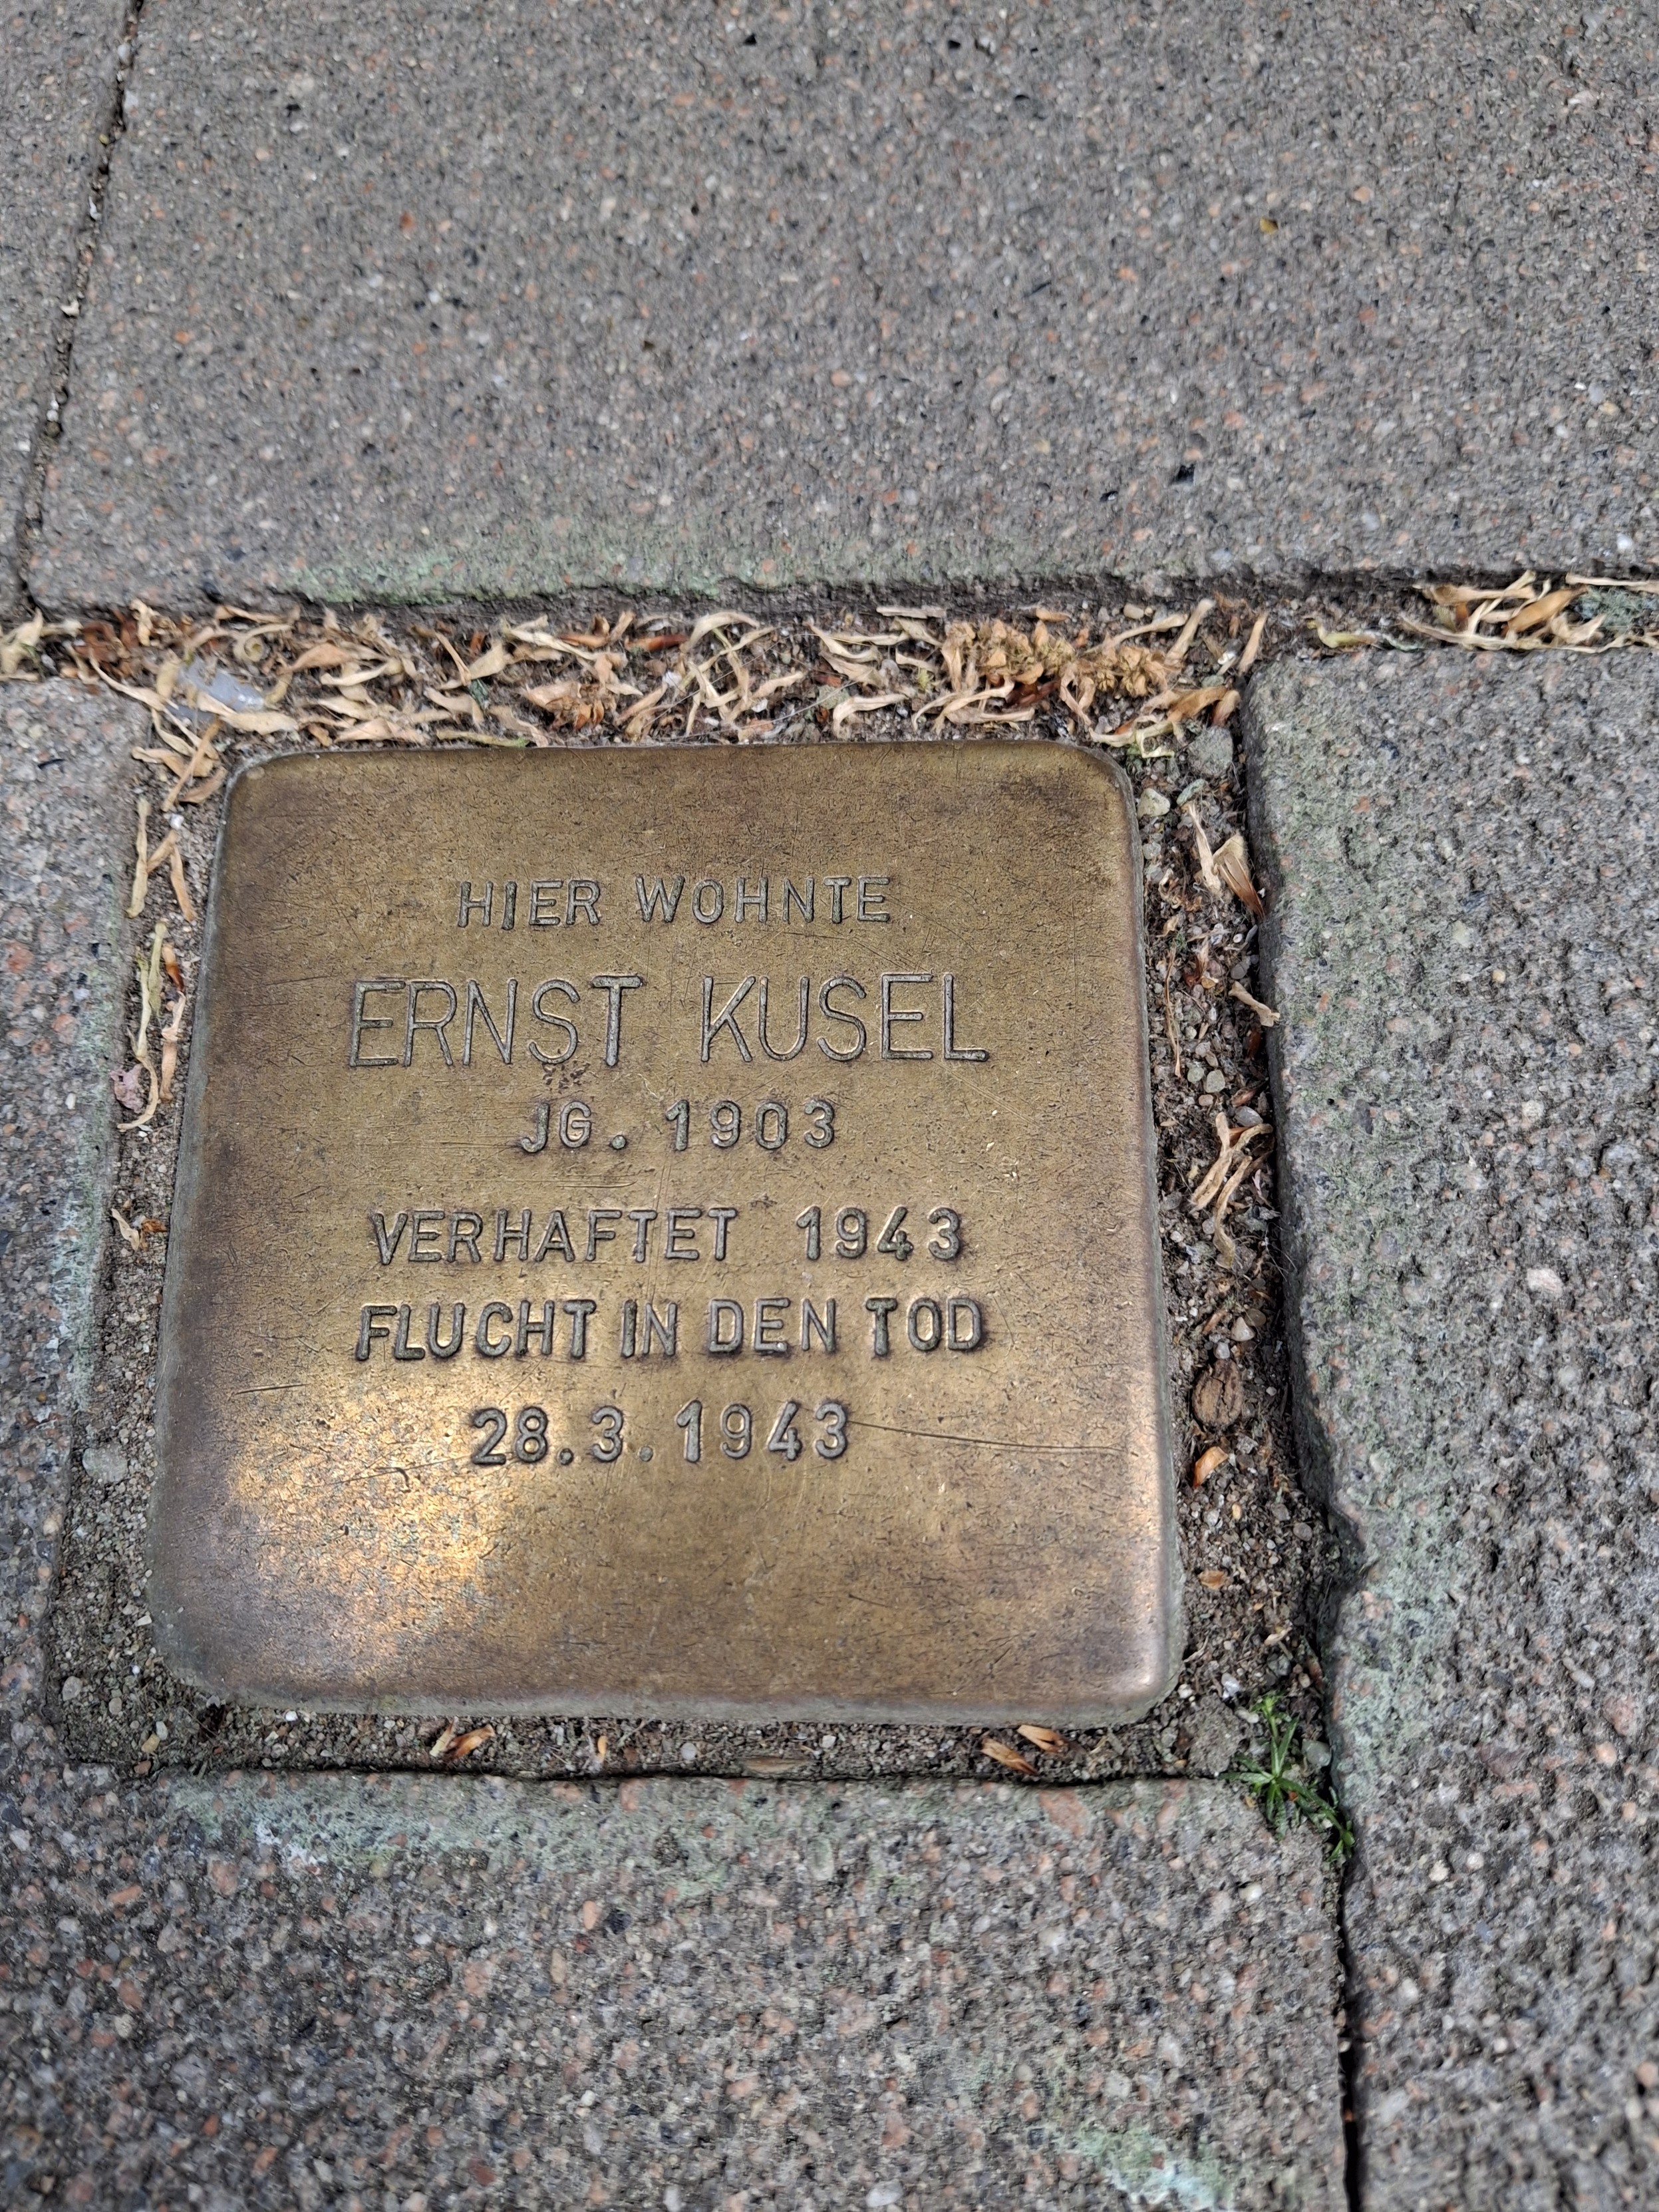 HIER WOHNTE
ERNST KUSEL
JG. 1903
VERHAFTET 1943
FLUCHT IN DEN TOD
28.3.1943